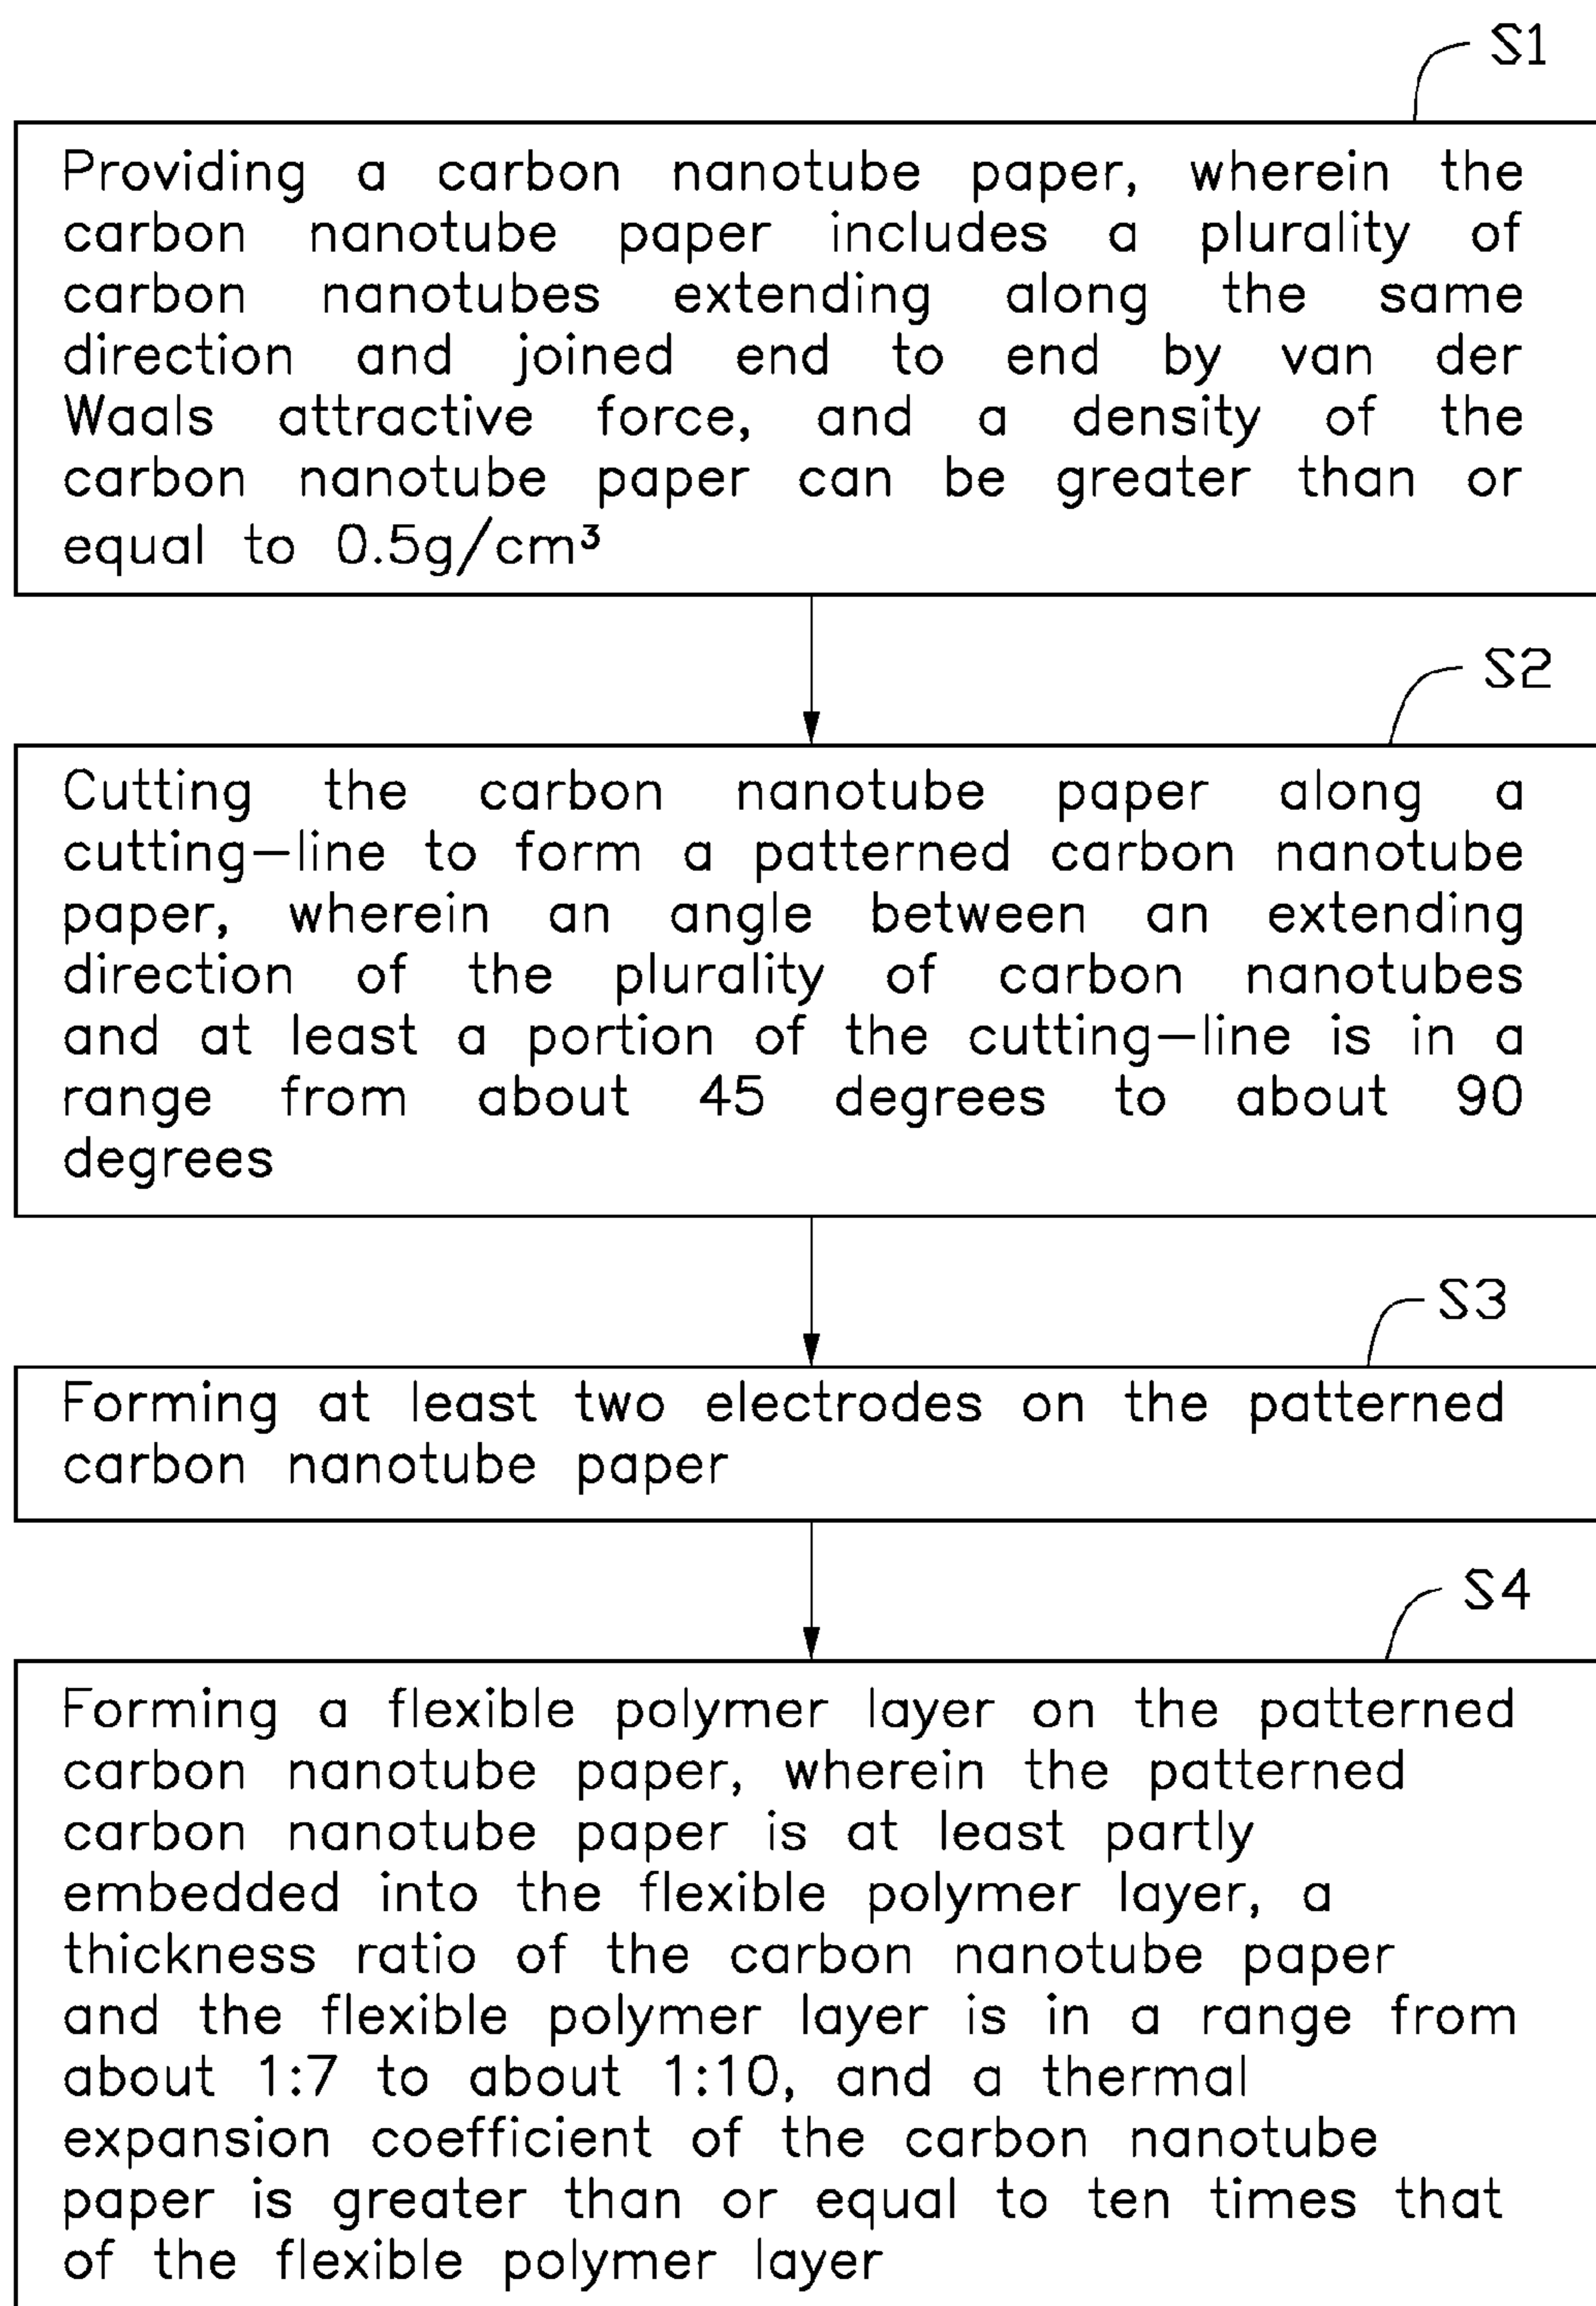 S1
Providing a carbon nanotube paper, wherein the
carbon nanotube paper includes a plurality of
carbon nanotubes extending along the same
direction and joined end to end by van der
Waals attractive force, and a density of the
carbon nanotube paper can be greater than or
equal to 0.5g/cm³
S2
Cutting the carbon nanotube paper along a
cutting-line to form a patterned carbon nanotube
paper, wherein an angle between an extending
direction of the plurality of carbon nanotubes
and at least a portion of the cutting-line is in a
range from about 45 degrees to about 90
degrees
S3
Forming at least two electrodes on the patterned
carbon nanotube paper
S4
Forming a flexible polymer layer on the patterned
carbon nanotube paper, wherein the patterned
carbon nanotube paper is at least partly
embedded into the flexible polymer layer, a
thickness ratio of the carbon nanotube paper
and the flexible polymer layer is in a range from
about 1:7 to about 1:10, and a thermal
expansion coefficient of the carbon nanotube
paper is greater than or equal to ten times that
of the flexible polymer layer